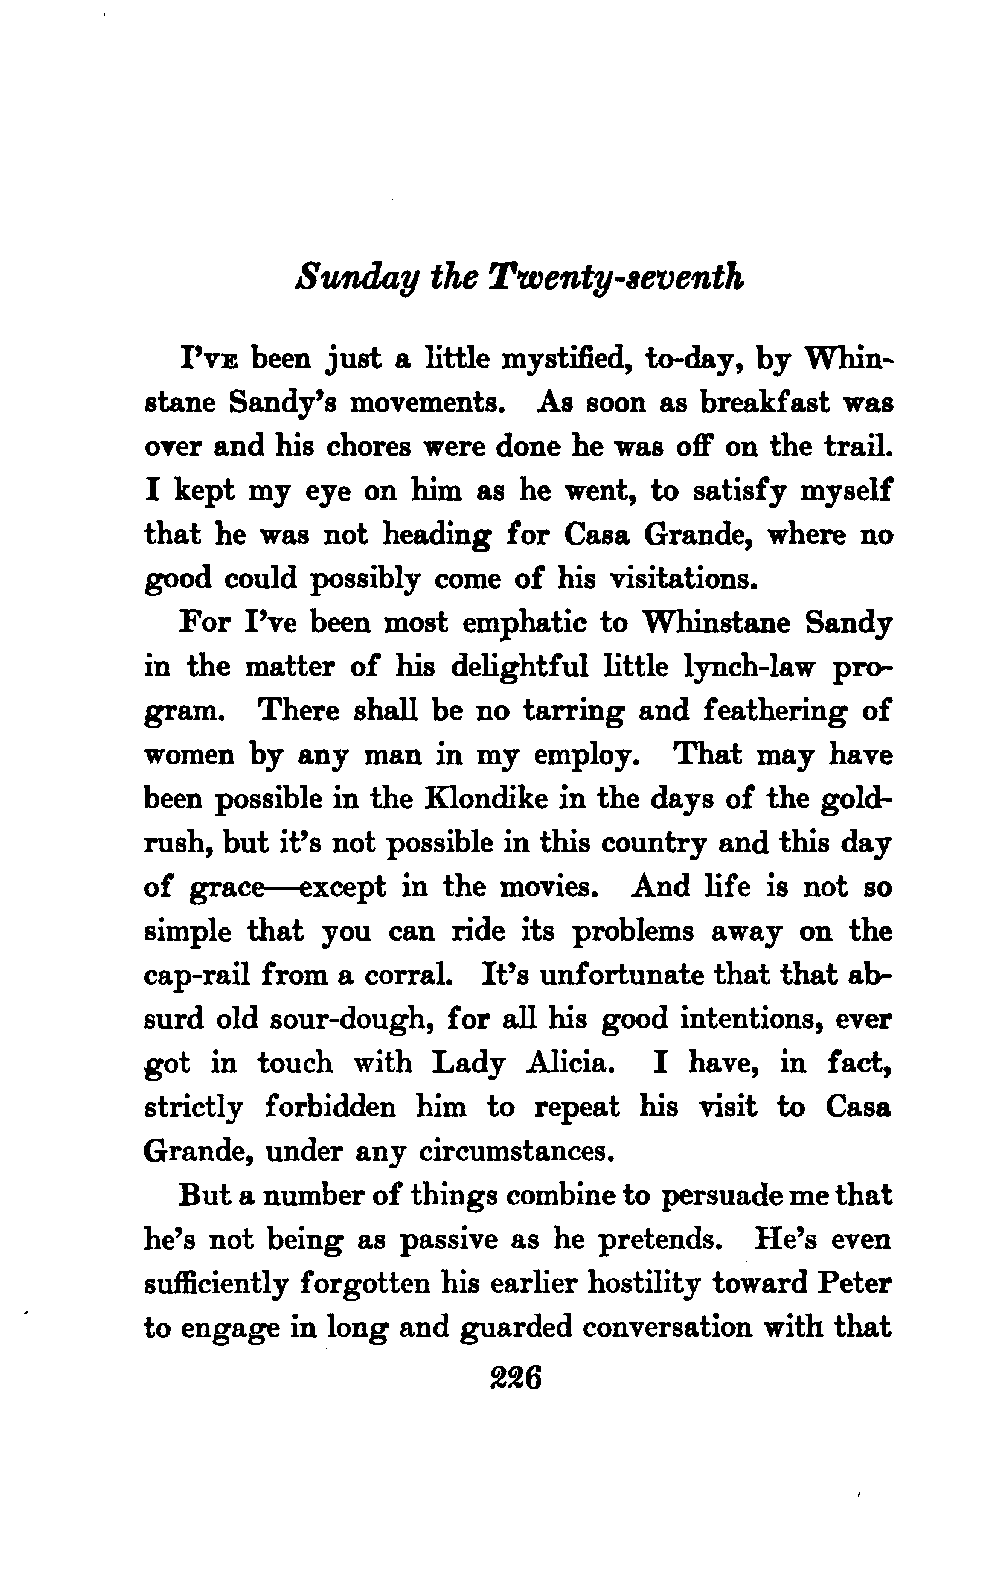 Sunday the Twenty-seventh
I've been just a little mystified, to-day, by Whin-
stane Sandy's movements. As soon as breakfast was
over and his chores were done he was off on the trail.
I kept my eye on him as he went, to satisfy myself
that he was not heading for Casa Grande, where no
good could possibly come of his visitations.
For I've been most emphatic to Whinstane Sandy
in the matter of his delightful little lynch-law pro-
gram. There shall be no tarring and feathering of
women by any man in my employ. That may have
been possible in the Klondike in the days of the gold-
rush, but it's not possible in this country and this day
of grace—except in the movies. And life is not so
simple that you can ride its problems away on the
cap-rail from a corral. It's unfortunate that that ab-
surd old sour-dough, for all his good intentions, ever
got in touch with Lady Alicia. I have, in fact,
strictly forbidden him to repeat his visit to Casa
Grande, under any circumstances.
But a number of things combine to persuade me that
he's not being as passive as he pretends. He's even
sufficiently forgotten his earlier hostility toward Peter
to engage in long and guarded conversation with that
226